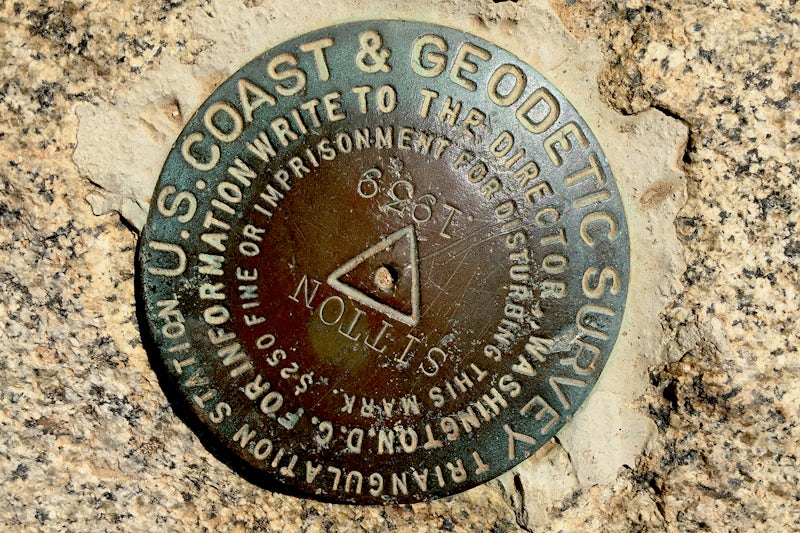 U.S. COAST & GEODETIC SURVEY
TRIANGULATION STATION
FOR INFORMATION WRITE TO THE DIRECTOR, WASHINGTON, D.C.
$250 FINE OR IMPRISONMENT FOR DISTURBING THIS MARK.
SITTON
1939